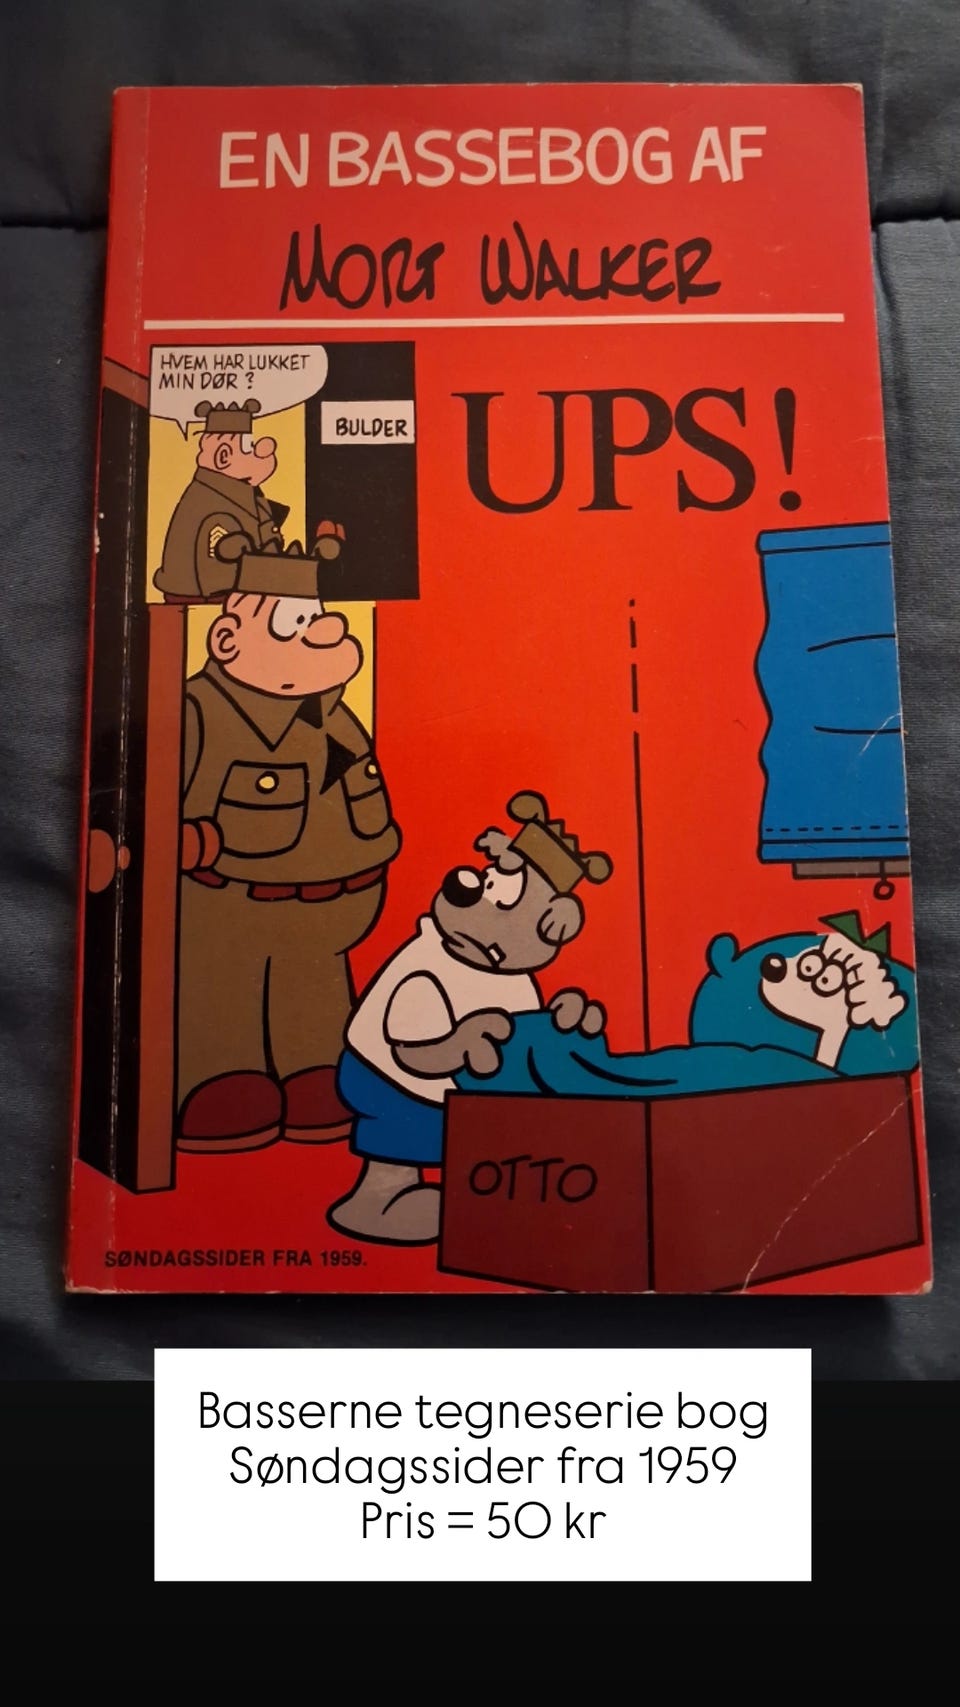 EN BASSEBOG AF
MORT WALKER
HVEM HAR LUKKET
MIN DØR ?
BULDER
UPS!
OTTO
SØNDAGSSIDER FRA 1959.
Basserne tegneserie bog
Søndagssider fra 1959
Pris = 50 kr